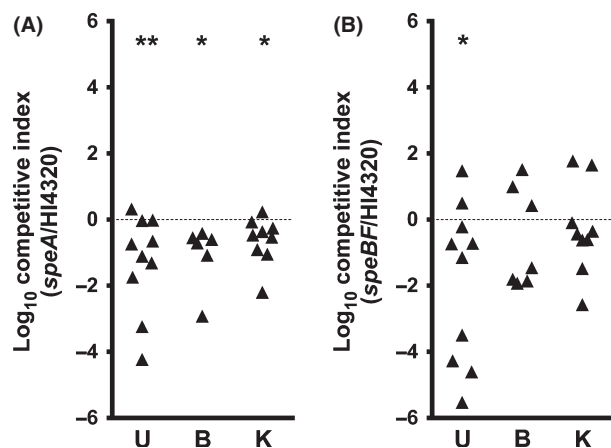 (A)
Log10 competitive index
(speA/HI4320)
6
4
2
0
–2
–4
–6
** * *
U B K
(B)
Log10 competitive index
(speBF/HI4320)
6
4
2
0
–2
–4
–6
*
U B K